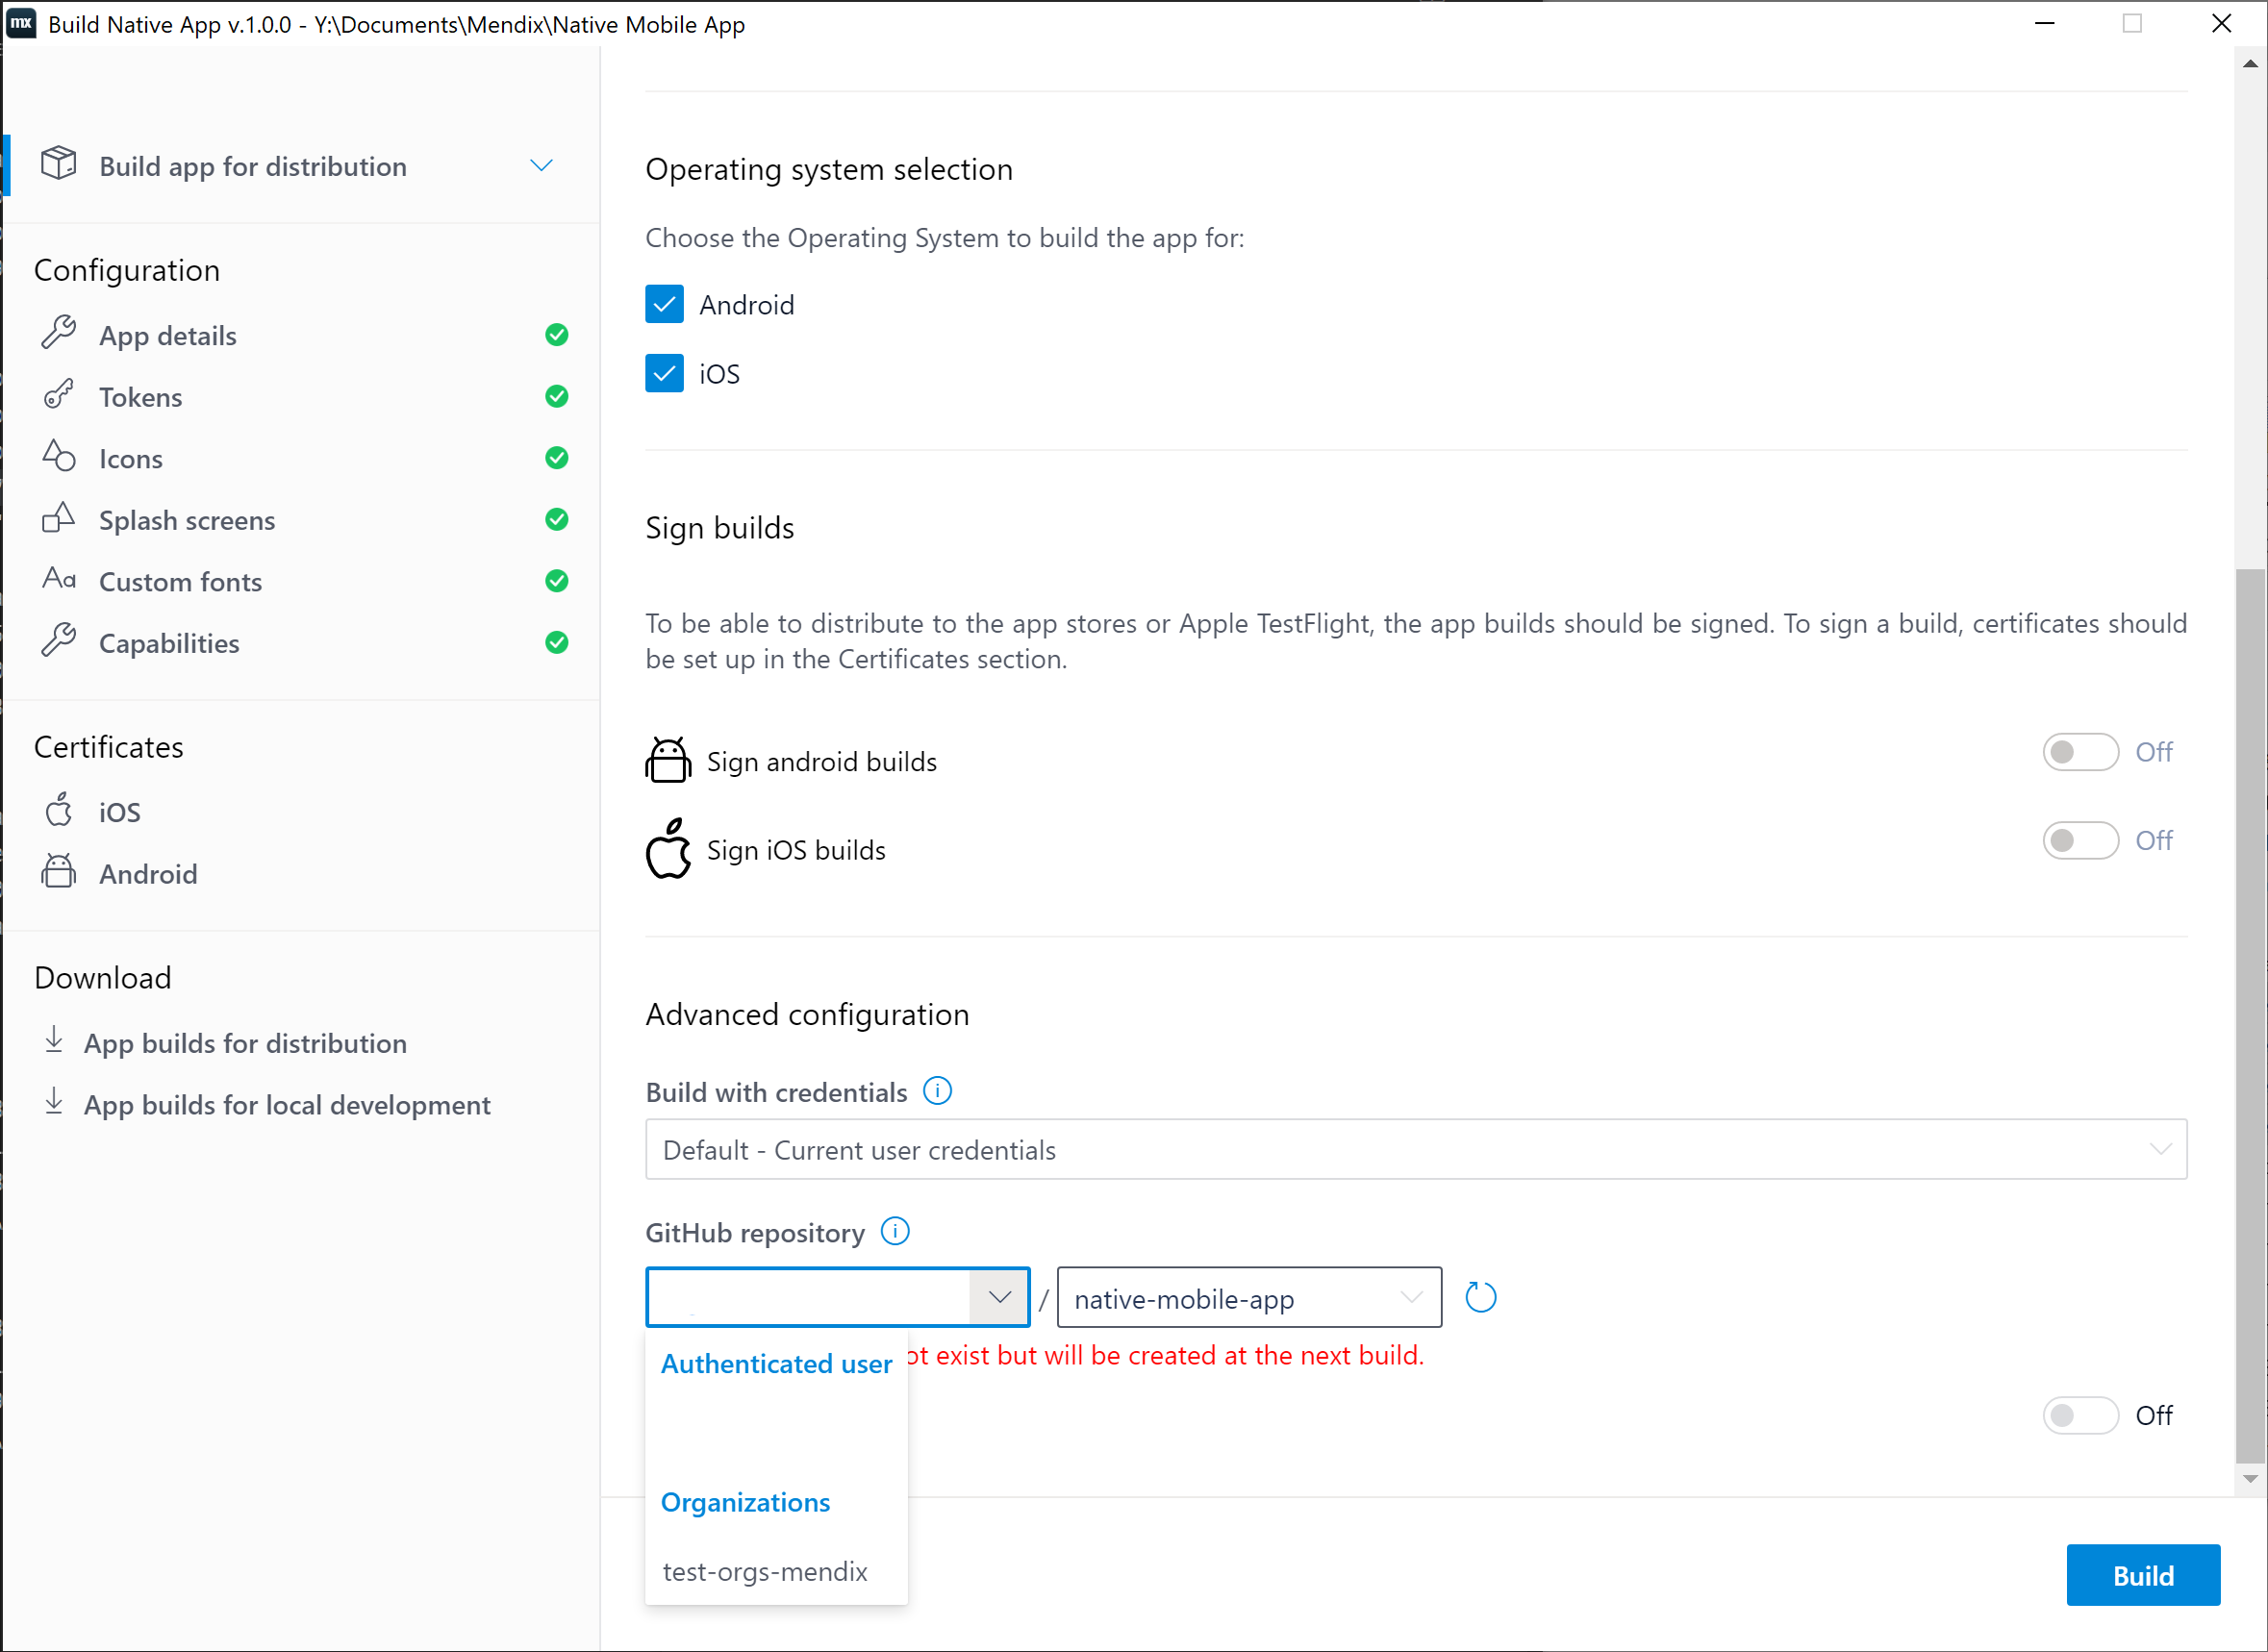 mx Build Native App v.1.0.0 - Y:\Documents\Mendix\Native Mobile App
Build app for distribution
Configuration
App details
Tokens
Icons
Splash screens
Aa Custom fonts
Capabilities
Certificates
iOS
Android
Download
App builds for distribution
App builds for local development
Operating system selection
Choose the Operating System to build the app for:
Android
iOS
Sign builds
To be able to distribute to the app stores or Apple TestFlight, the app builds should be signed. To sign a build, certificates should
be set up in the Certificates section.
Sign android builds Off
Sign iOS builds Off
Advanced configuration
Build with credentials i
Default - Current user credentials
GitHub repository i
/ native-mobile-app
ot exist but will be created at the next build.
Authenticated user
Off
Organizations
test-orgs-mendix
Build